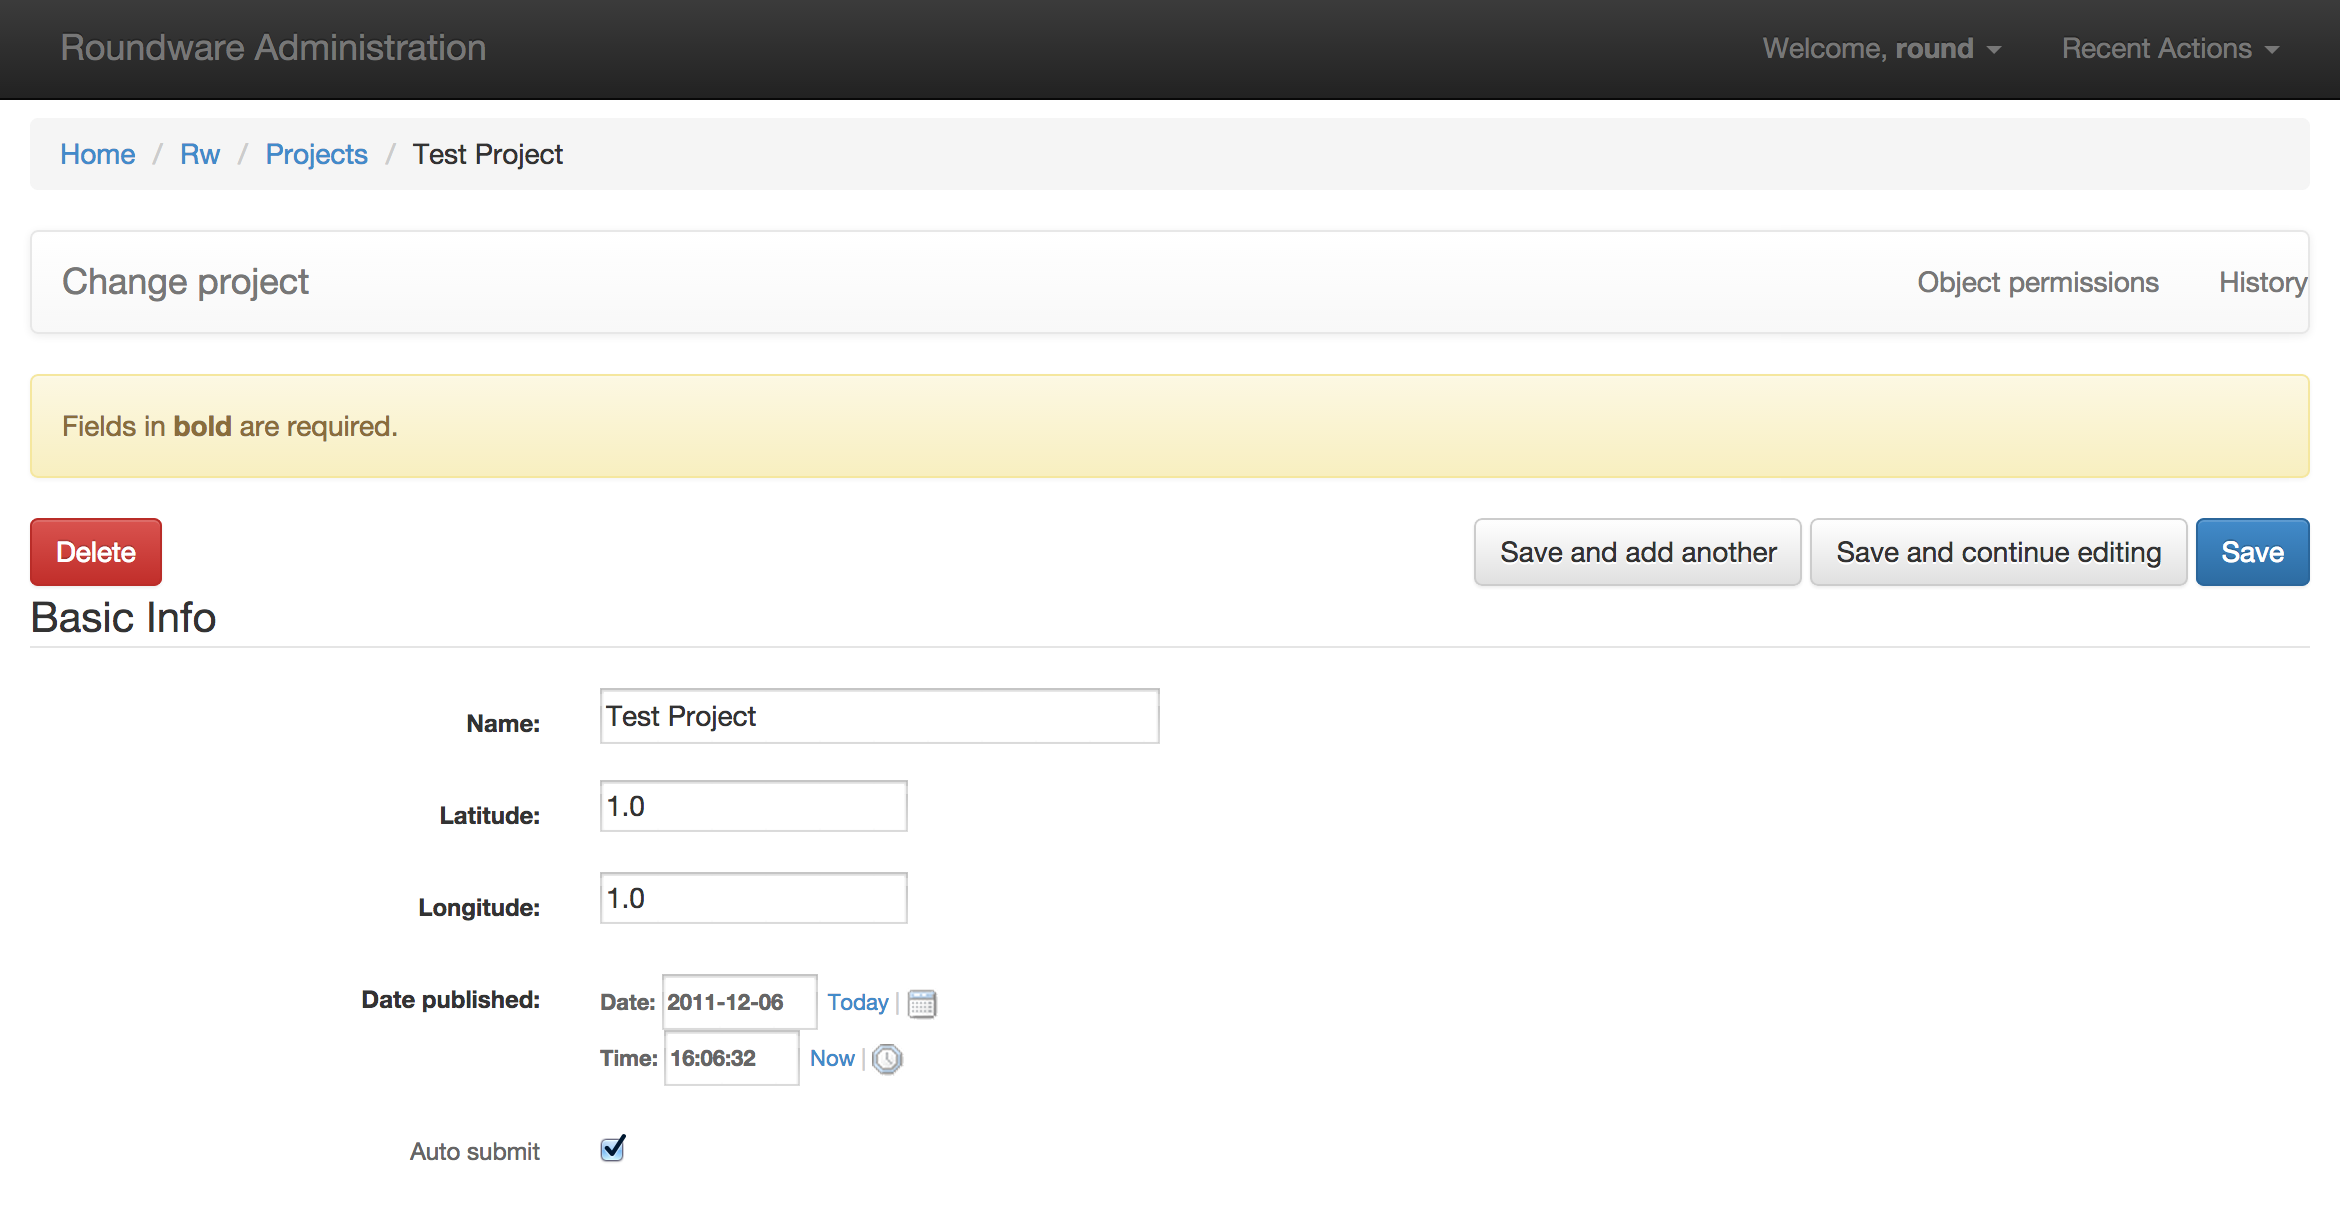 Roundware Administration Welcome, round Recent Actions
Home / Rw / Projects / Test Project
Change project Object permissions History
Fields in bold are required.
Delete Save and add another Save and continue editing Save
Basic Info
Name: Test Project
Latitude: 1.0
Longitude: 1.0
Date published: Date: 2011-12-06 Today |
Time: 16:06:32 Now |
Auto submit